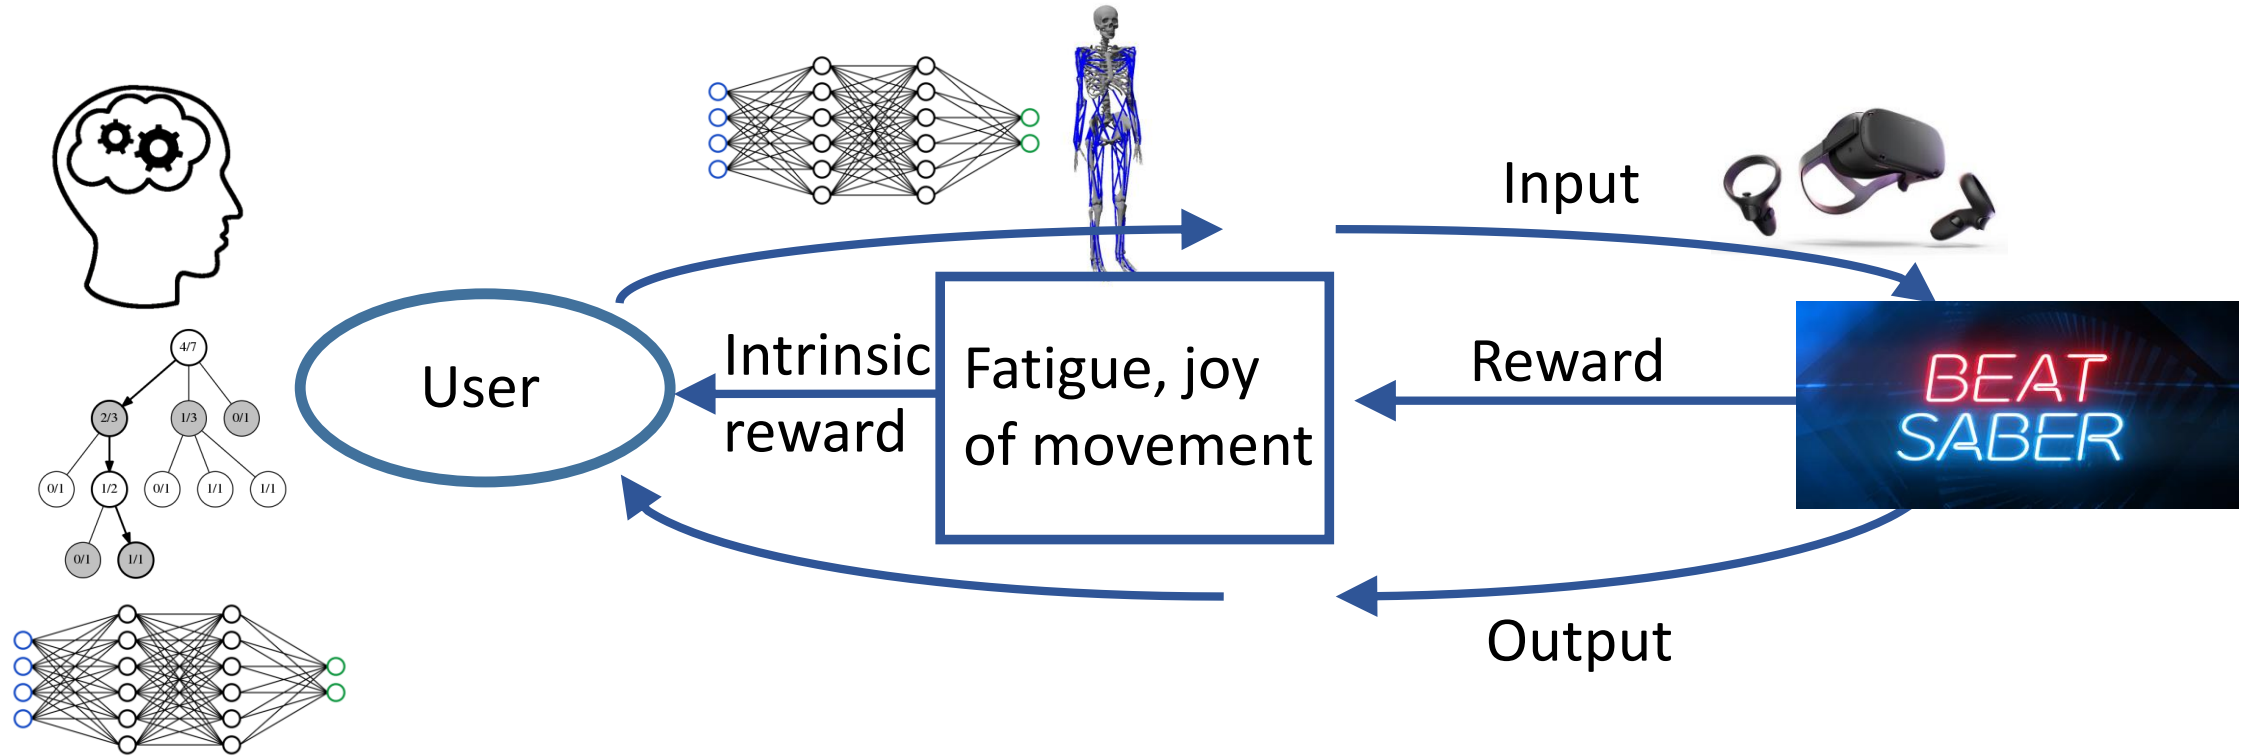 Input
4/7
2/3
1/3
0/1
0/1
1/2
0/1
1/1
1/1
0/1
1/1
User
Intrinsic
reward
Fatigue, joy
of movement
Reward
BEAT
SABER
Output